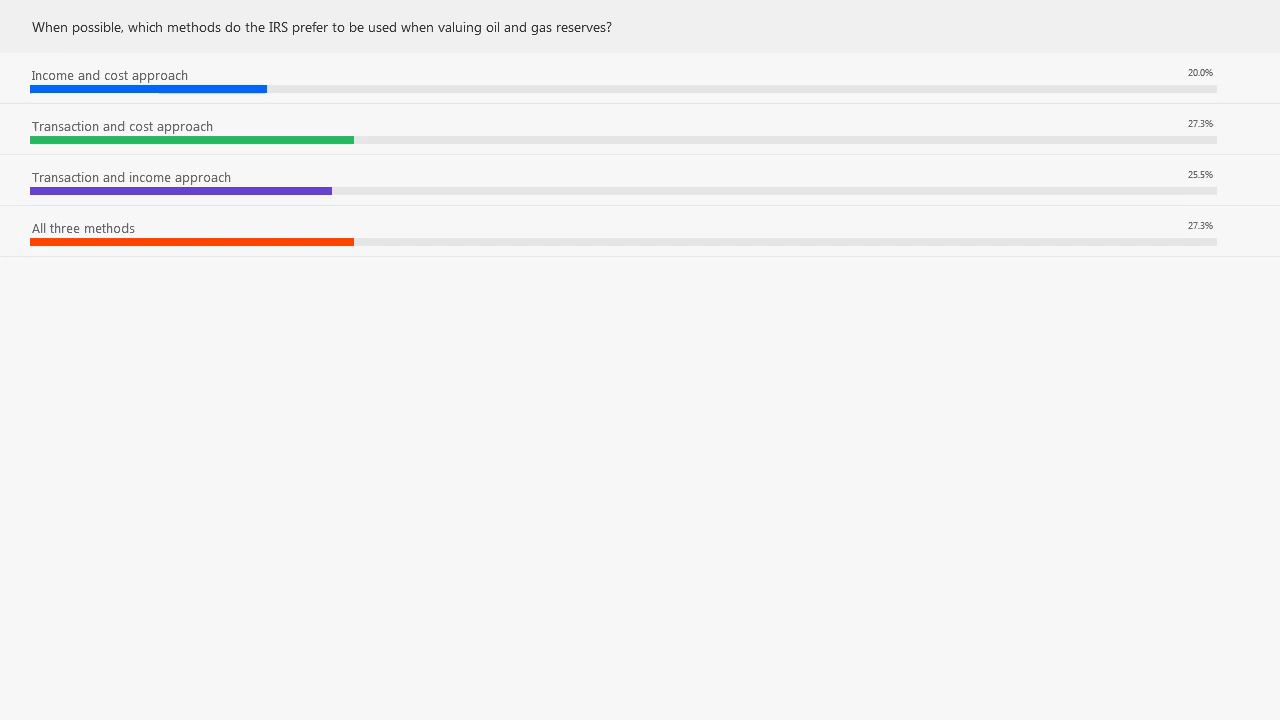 When possible, which methods do the IRS prefer to be used when valuing oil and gas reserves?
Income and cost approach
20.0%
Transaction and cost approach
27.3%
Transaction and income approach
25.5%
All three methods
27.3%